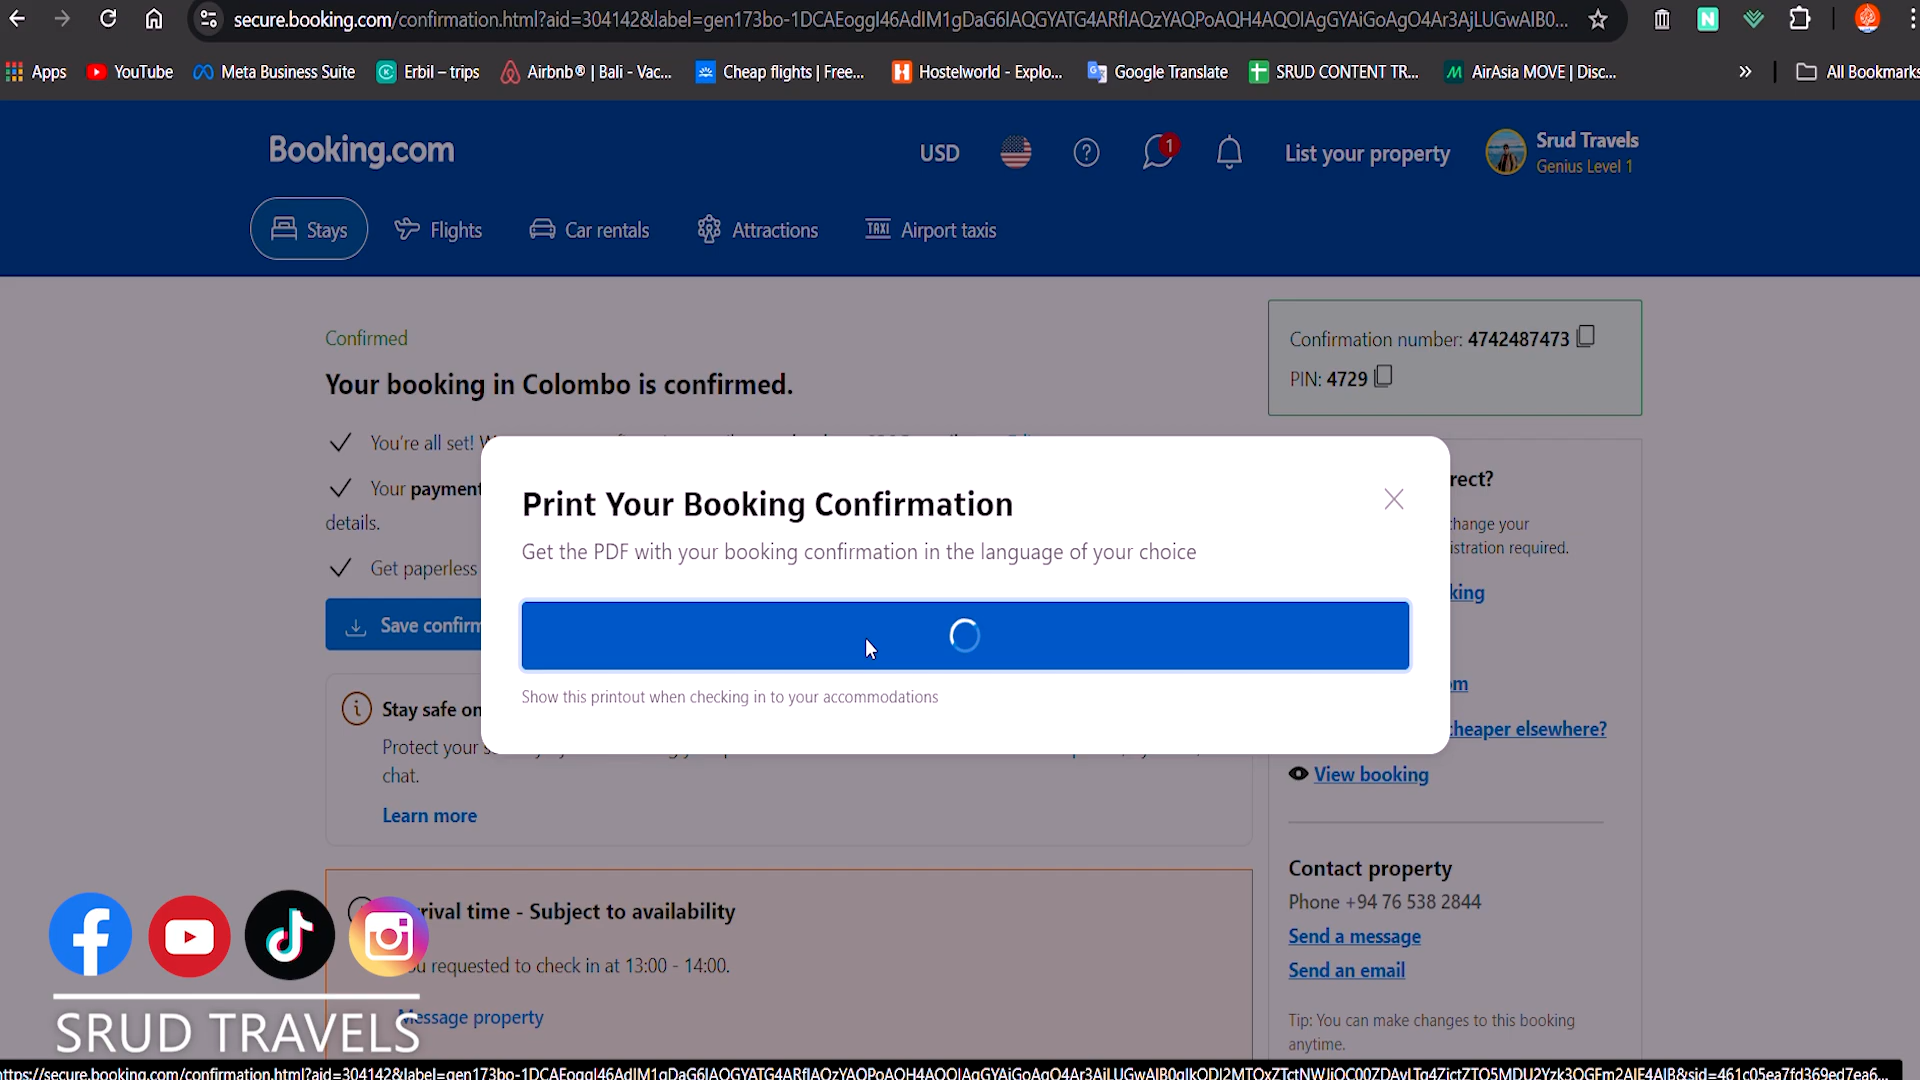 secure.booking.com/confirmation.html?aid=304142&label=gen173bo-1DCAEoggI46AdIM1gDaG6IAQGYATG4ARfIAQzYAQPoAQH4AQOIAgGYAiGoAgO4Ar3AjLUGwAIB0...
Apps YouTube Meta Business Suite Erbil – trips Airbnb® | Bali - Vac... Cheap flights | Free... Hostelworld - Explo... Google Translate SRUD CONTENT TR... AirAsia MOVE | Disc... » All Bookmarks
Booking.com USD 1 List your property Srud Travels
Genius Level 1
Stays Flights Car rentals Attractions TAXI Airport taxis
Confirmed
Your booking in Colombo is confirmed.
Confirmation number: 4742487473
PIN: 4729
You're all set!
Your payment
details.
Get paperless
Save confirm
Print Your Booking Confirmation
Get the PDF with your booking confirmation in the language of your choice
Show this printout when checking in to your accommodations
rrect?
change your
istration required.
king
om
cheaper elsewhere?
View booking
Stay safe on
Protect your s
chat.
Learn more
Contact property
Phone +94 76 538 2844
Send a message
Send an email
Tip: You can make changes to this booking
anytime.
rrival time - Subject to availability
ou requested to check in at 13:00 - 14:00.
Message property
SRUD TRAVELS